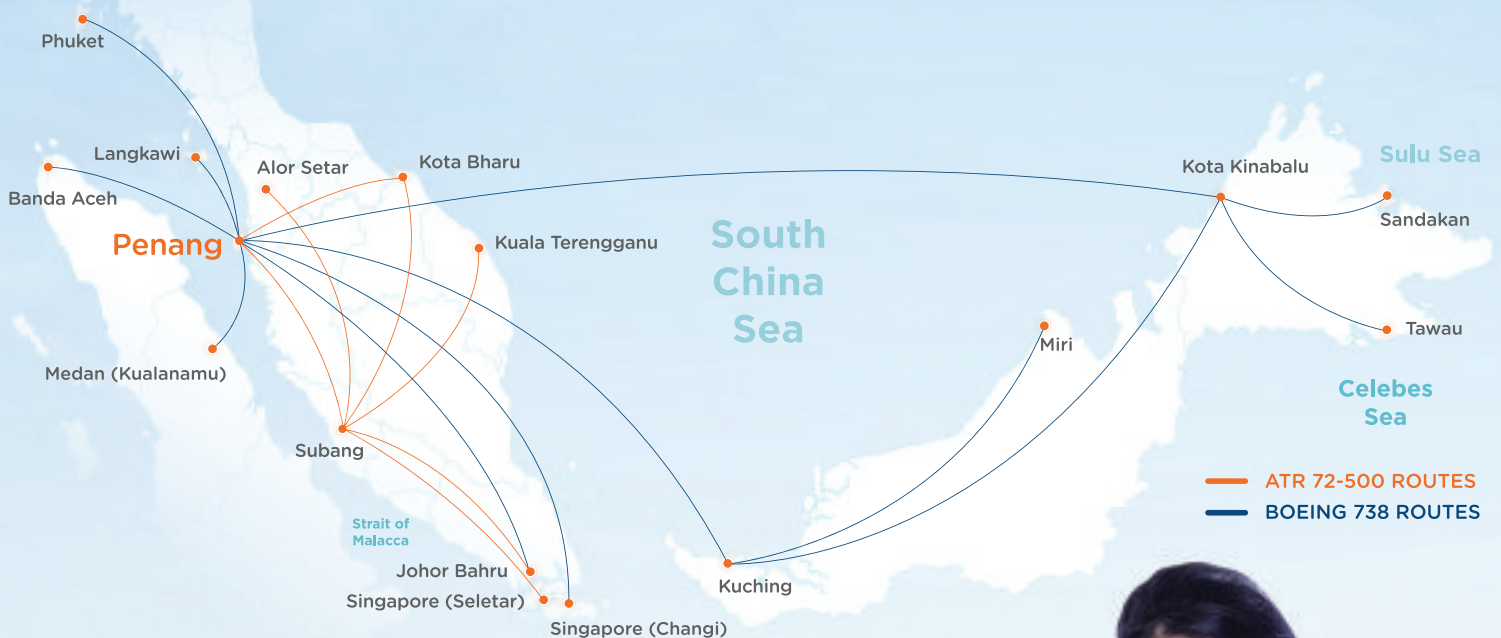 Phuket
Langkawi
Alor Setar
Kota Bharu
Kota Kinabalu
Sulu Sea
Banda Aceh
Sandakan
Penang
Kuala Terengganu
South
China
Sea
Medan (Kualanamu)
Miri
Tawau
Celebes
Sea
Subang
ATR 72-500 ROUTES
BOEING 738 ROUTES
Strait of
Malacca
Johor Bahru
Singapore (Seletar)
Singapore (Changi)
Kuching